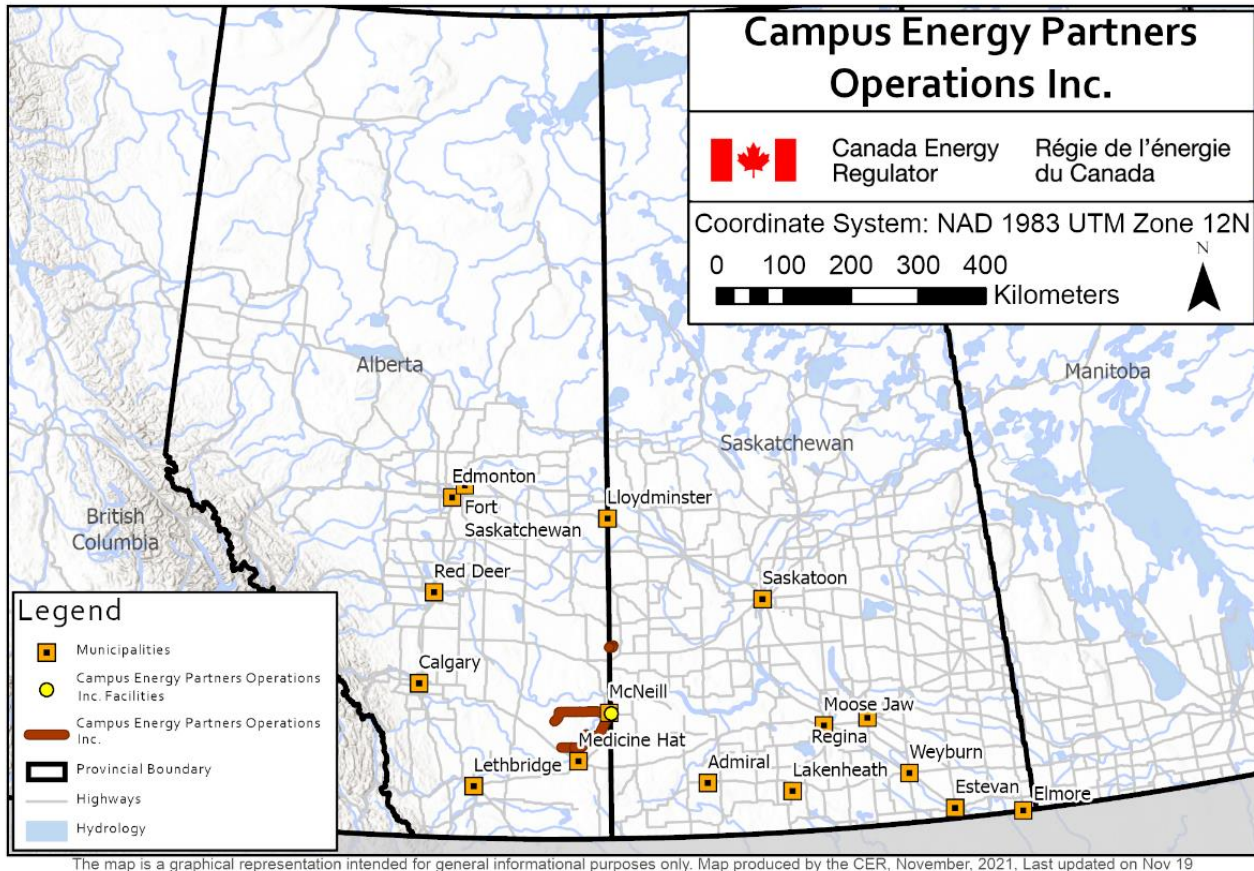 Campus Energy Partners
Operations Inc.
Canada Energy
Regulator
Régie de l'énergie
du Canada
Coordinate System: NAD 1983 UTM Zone 12N
0 100 200 300 400
Kilometers
N
Alberta
Manitoba
Saskatchewan
British
Columbia
Edmonton
Fort
Saskatchewan
Lloydminster
Red Deer
Saskatoon
Calgary
McNeill
Moose Jaw
Regina
Medicine Hat
Lethbridge
Admiral
Lakenheath
Weyburn
Estevan
Elmore
Legend
Municipalities
Campus Energy Partners Operations
Inc. Facilities
Campus Energy Partners Operations
Inc.
Provincial Boundary
Highways
Hydrology
The map is a graphical representation intended for general informational purposes only. Map produced by the CER, November, 2021, Last updated on Nov 19